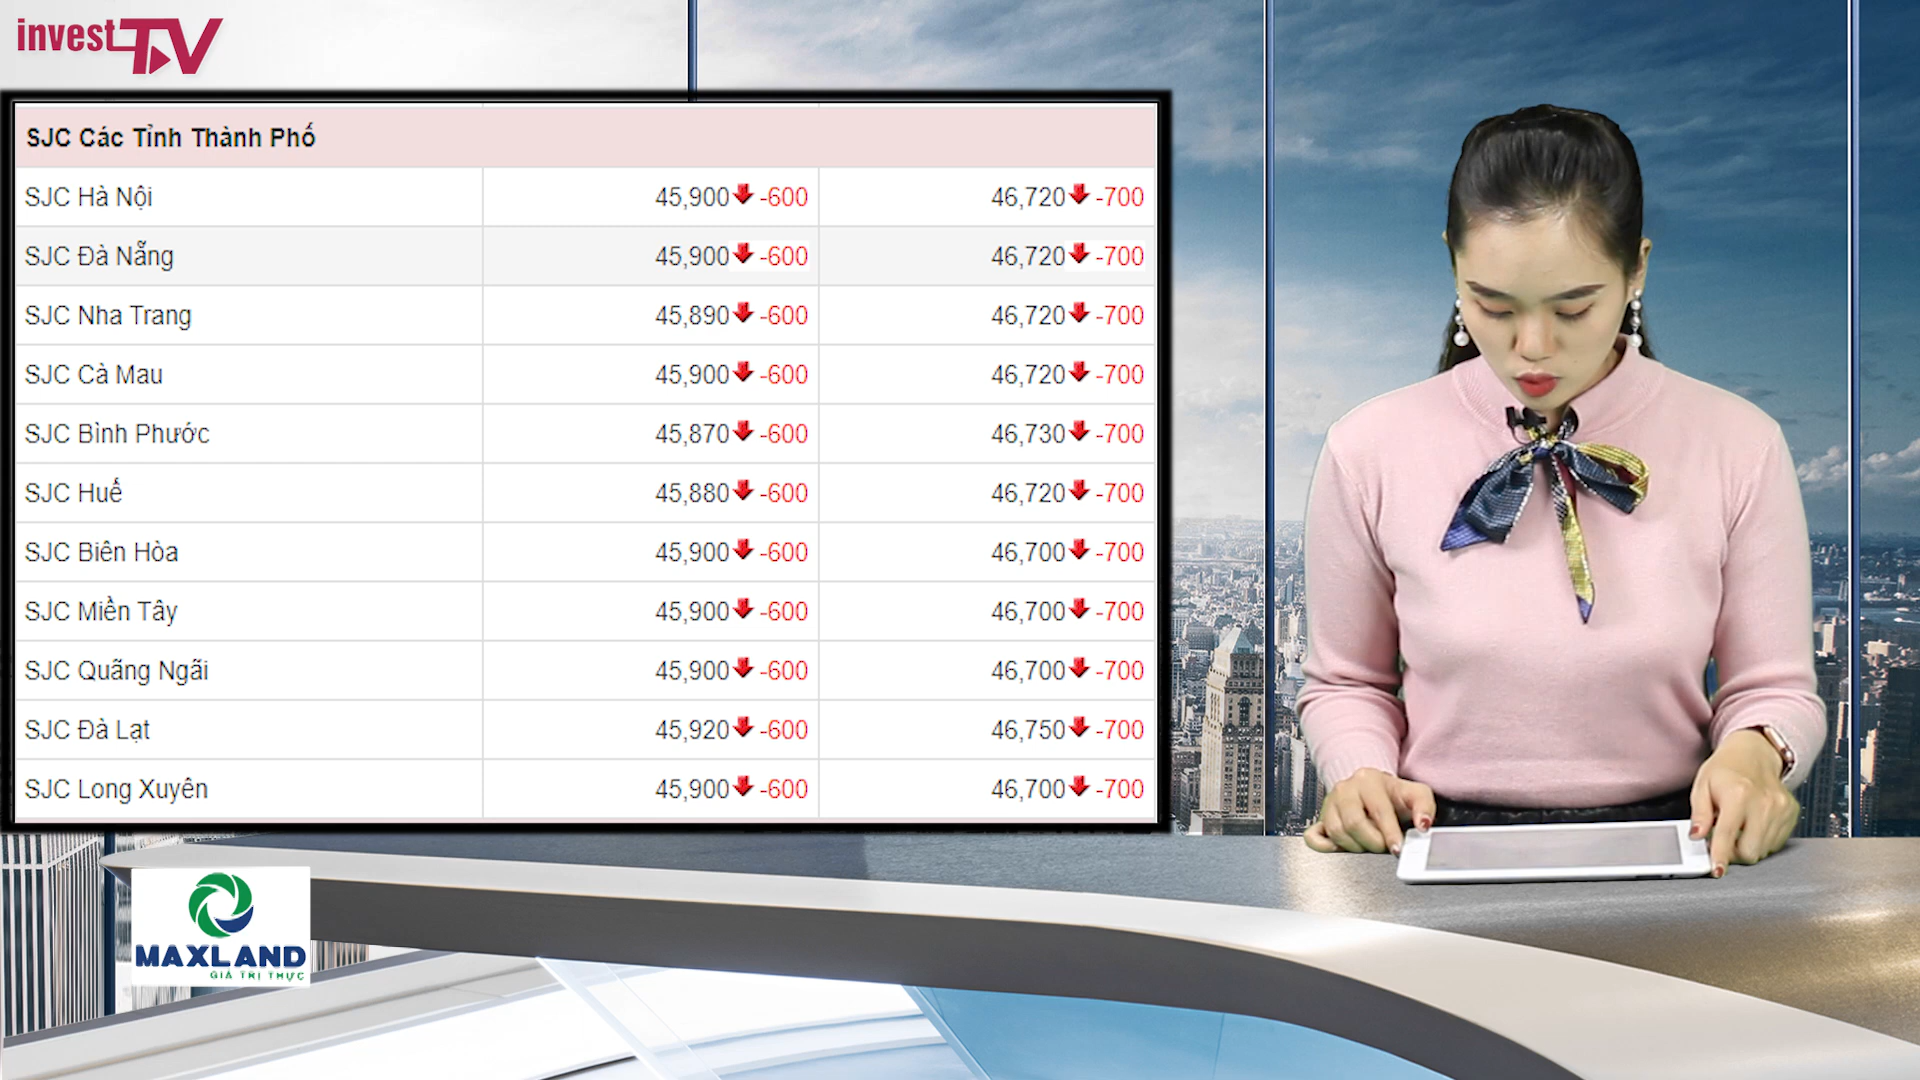 invest TV
SJC Các Tỉnh Thành Phố
SJC Hà Nội 45,900 -600 46,720 -700
SJC Đà Nẵng 45,900 -600 46,720 -700
SJC Nha Trang 45,890 -600 46,720 -700
SJC Cà Mau 45,900 -600 46,720 -700
SJC Bình Phước 45,870 -600 46,730 -700
SJC Huế 45,880 -600 46,720 -700
SJC Biên Hòa 45,900 -600 46,700 -700
SJC Miền Tây 45,900 -600 46,700 -700
SJC Quãng Ngãi 45,900 -600 46,700 -700
SJC Đà Lạt 45,920 -600 46,750 -700
SJC Long Xuyên 45,900 -600 46,700 -700
MAXLAND
GIÁ TRỊ THỰC